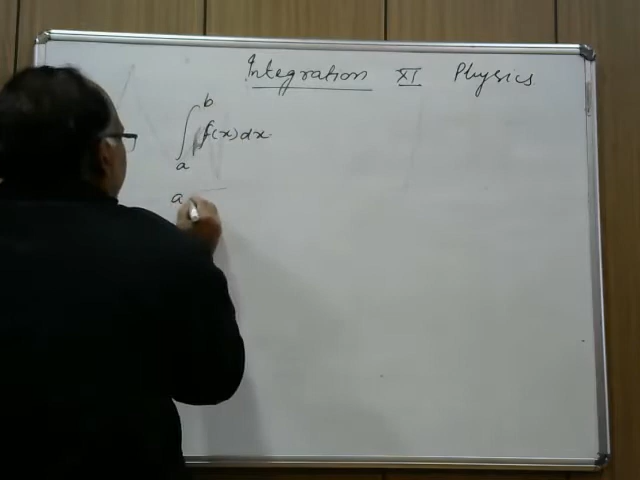 Integration XI Physics
∫_a^b f(x)dx
a